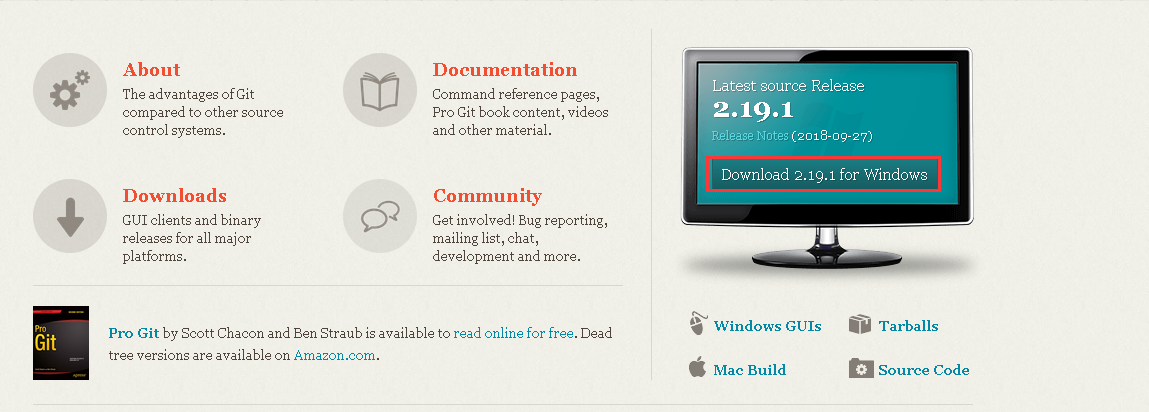 About
The advantages of Git
compared to other source
control systems.
Documentation
Command reference pages,
Pro Git book content, videos
and other material.
Downloads
GUI clients and binary
releases for all major
platforms.
Community
Get involved! Bug reporting,
mailing list, chat,
development and more.
Pro
Git
Pro Git by Scott Chacon and Ben Straub is available to read online for free. Dead
tree versions are available on Amazon.com.
Latest source Release
2.19.1
Release Notes (2018-09-27)
Download 2.19.1 for Windows
Windows GUIs
Tarballs
Mac Build
Source Code